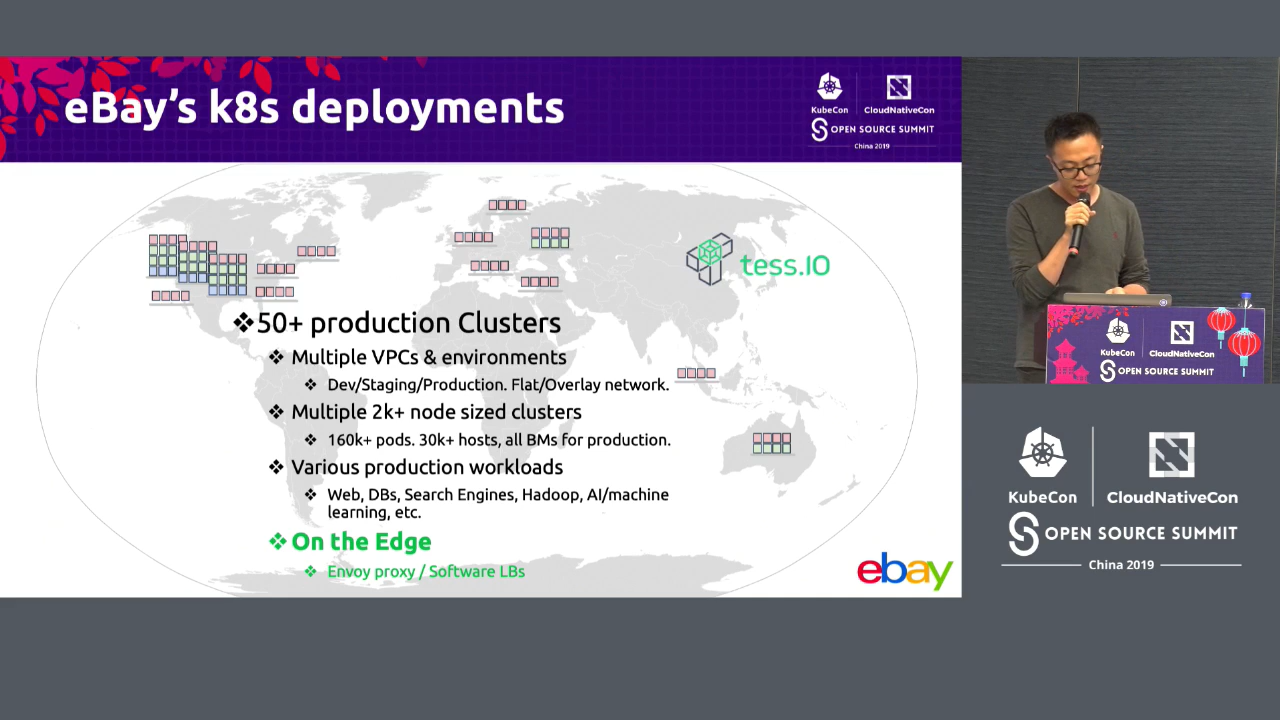 eBay's k8s deployments
KubeCon
CloudNativeCon
OPEN SOURCE SUMMIT
China 2019
tess.IO
❖50+ production Clusters
❖ Multiple VPCs & environments
❖ Dev/Staging/Production. Flat/Overlay network.
❖ Multiple 2k+ node sized clusters
❖ 160k+ pods. 30k+ hosts, all BMs for production.
❖ Various production workloads
❖ Web, DBs, Search Engines, Hadoop, AI/machine
learning, etc.
❖ On the Edge
❖ Envoy proxy / Software LBs
ebay
KubeCon
CloudNativeCon
OPEN SOURCE SUMMIT
KubeCon
CloudNativeCon
OPEN SOURCE SUMMIT
China 2019